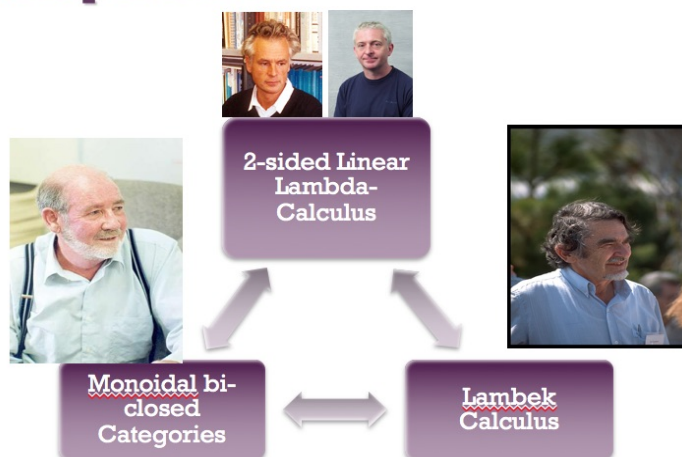 2-sided Linear
Lambda-
Calculus
Monoidal bi-
closed
Categories
Lambek
Calculus